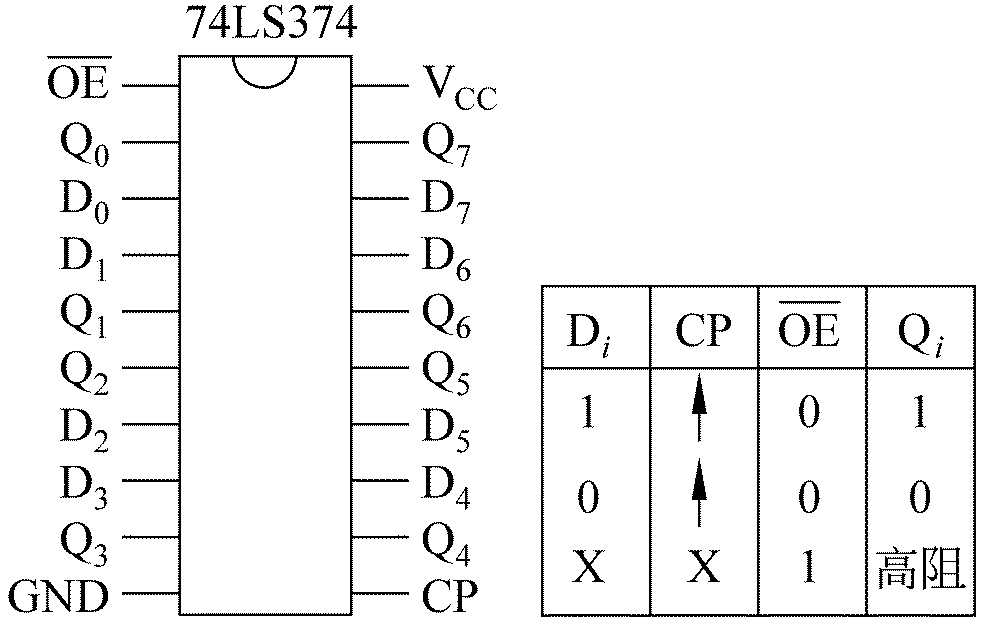 74LS374
OE VCC
Q0 Q7
D0 D7
D1 D6
Q1 Q6
Q2 Q5
D2 D5
D3 D4
Q3 Q4
GND CP
Di CP OE Qi
1 ↑ 0 1
0 ↑ 0 0
X X 1 高阻